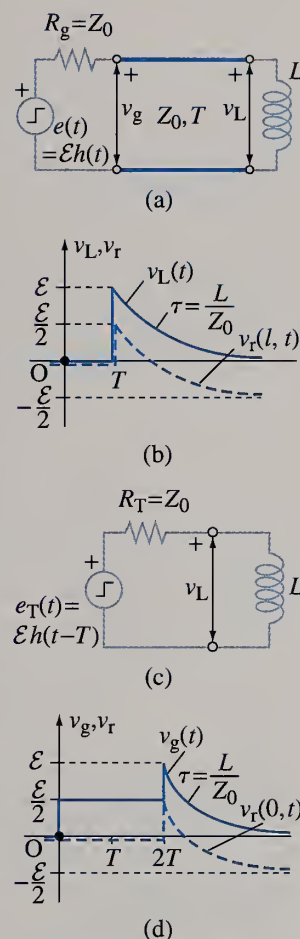 R_g=Z_0
+
+
+
L
v_g
Z_0, T
v_L
e(t)
=ℰh(t)
(a)
v_L,v_r
ℰ
v_L(t)
ℰ/2
τ = L/Z_0
v_r(l, t)
O
T
-ℰ/2
(b)
R_T=Z_0
+
+
L
v_L
e_T(t)=
ℰh(t−T)
(c)
v_g,v_r
ℰ
v_g(t)
ℰ/2
τ = L/Z_0
v_r(0, t)
O
T
2T
-ℰ/2
(d)